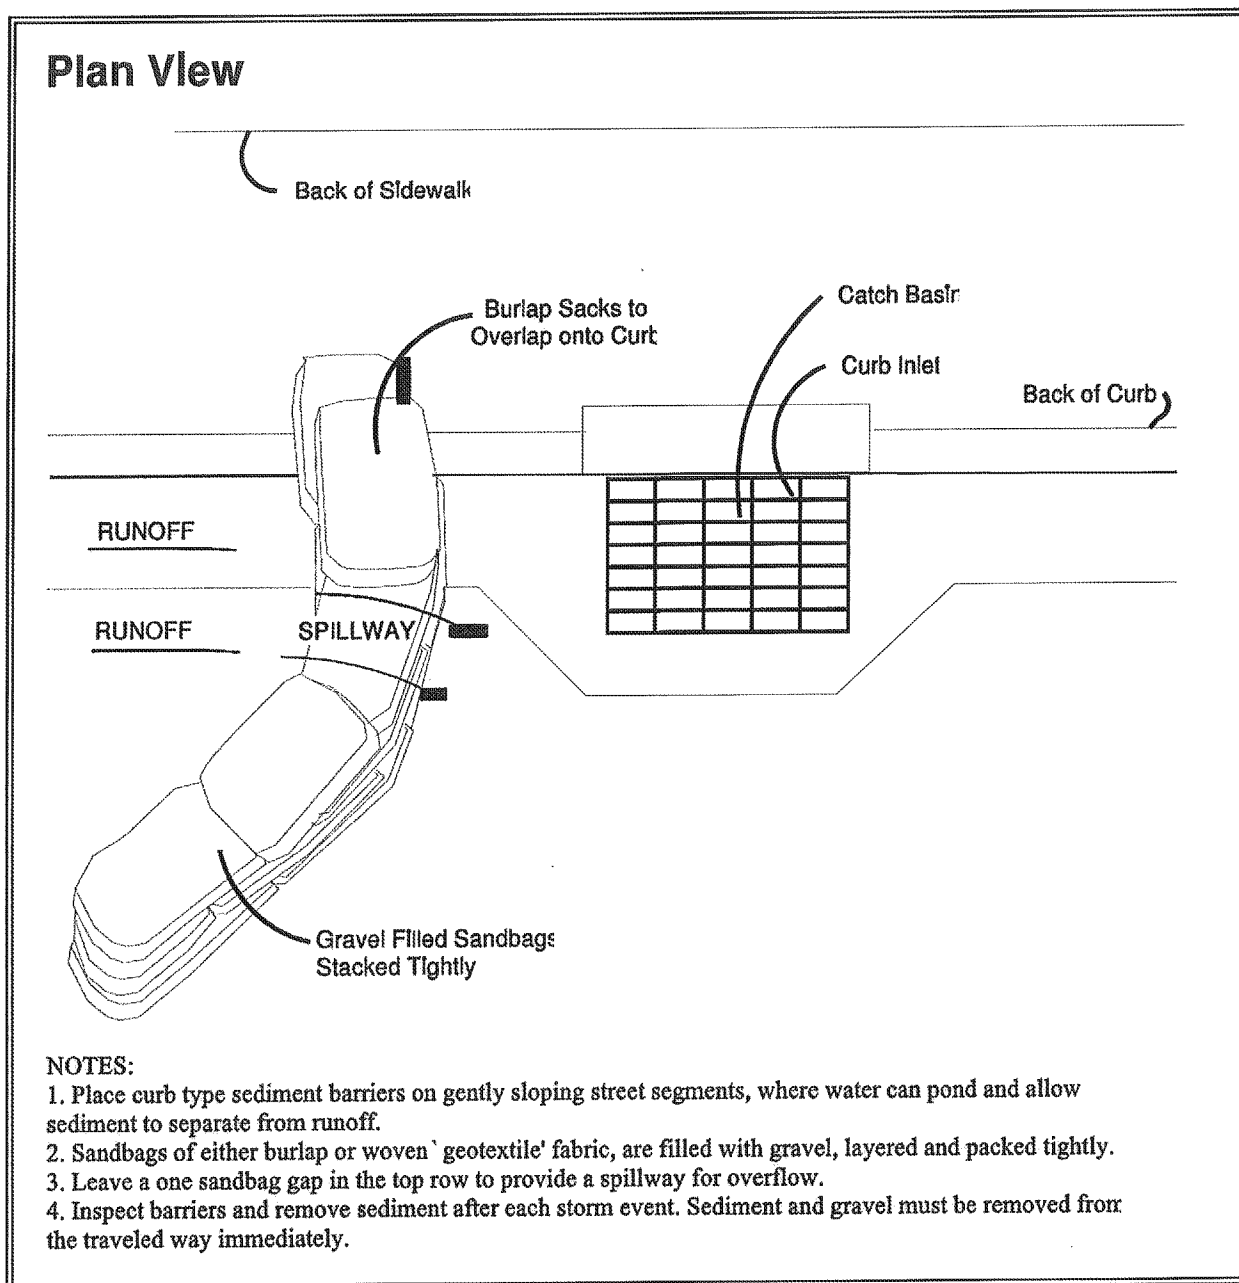 Plan View
Back of Sidewalk
Burlap Sacks to
Overlap onto Curb
Catch Basin
Curb Inlet
Back of Curb
RUNOFF
RUNOFF
SPILLWAY
Gravel Filled Sandbags
Stacked Tightly
NOTES:
1. Place curb type sediment barriers on gently sloping street segments, where water can pond and allow
sediment to separate from runoff.
2. Sandbags of either burlap or woven `geotextile' fabric, are filled with gravel, layered and packed tightly.
3. Leave a one sandbag gap in the top row to provide a spillway for overflow.
4. Inspect barriers and remove sediment after each storm event. Sediment and gravel must be removed from
the traveled way immediately.